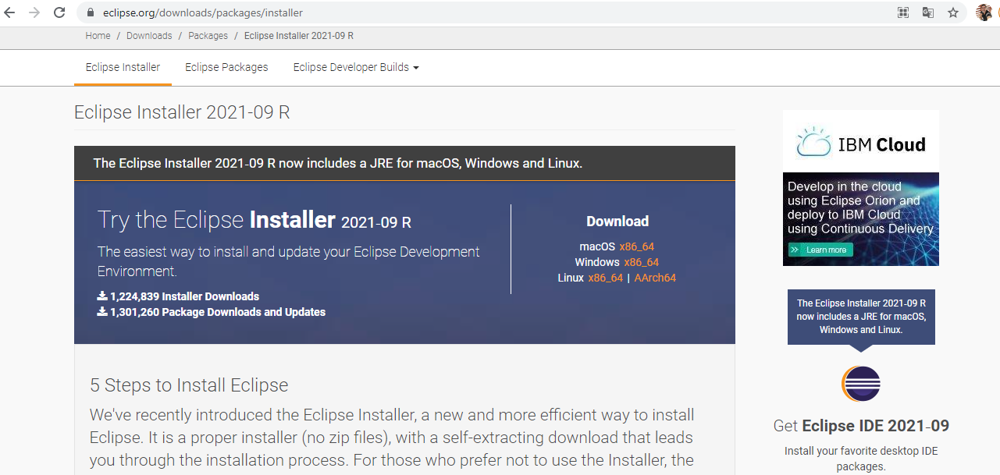 eclipse.org/downloads/packages/installer
Home / Downloads / Packages / Eclipse Installer 2021-09 R
Eclipse Installer Eclipse Packages Eclipse Developer Builds
Eclipse Installer 2021-09 R
The Eclipse Installer 2021-09 R now includes a JRE for macOS, Windows and Linux.
Try the Eclipse Installer 2021-09 R
The easiest way to install and update your Eclipse Development
Environment.
1,224,839 Installer Downloads
1,301,260 Package Downloads and Updates
Download
macOS x86_64
Windows x86_64
Linux x86_64 | AArch64
5 Steps to Install Eclipse
We've recently introduced the Eclipse Installer, a new and more efficient way to install
Eclipse. It is a proper installer (no zip files), with a self-extracting download that leads
you through the installation process. For those who prefer not to use the Installer, the
IBM Cloud
Develop in the cloud
using Eclipse Orion and
deploy to IBM Cloud
using Continuous Delivery
Learn more
The Eclipse Installer 2021-09 R
now includes a JRE for macOS,
Windows and Linux.
Get Eclipse IDE 2021-09
Install your favorite desktop IDE
packages.